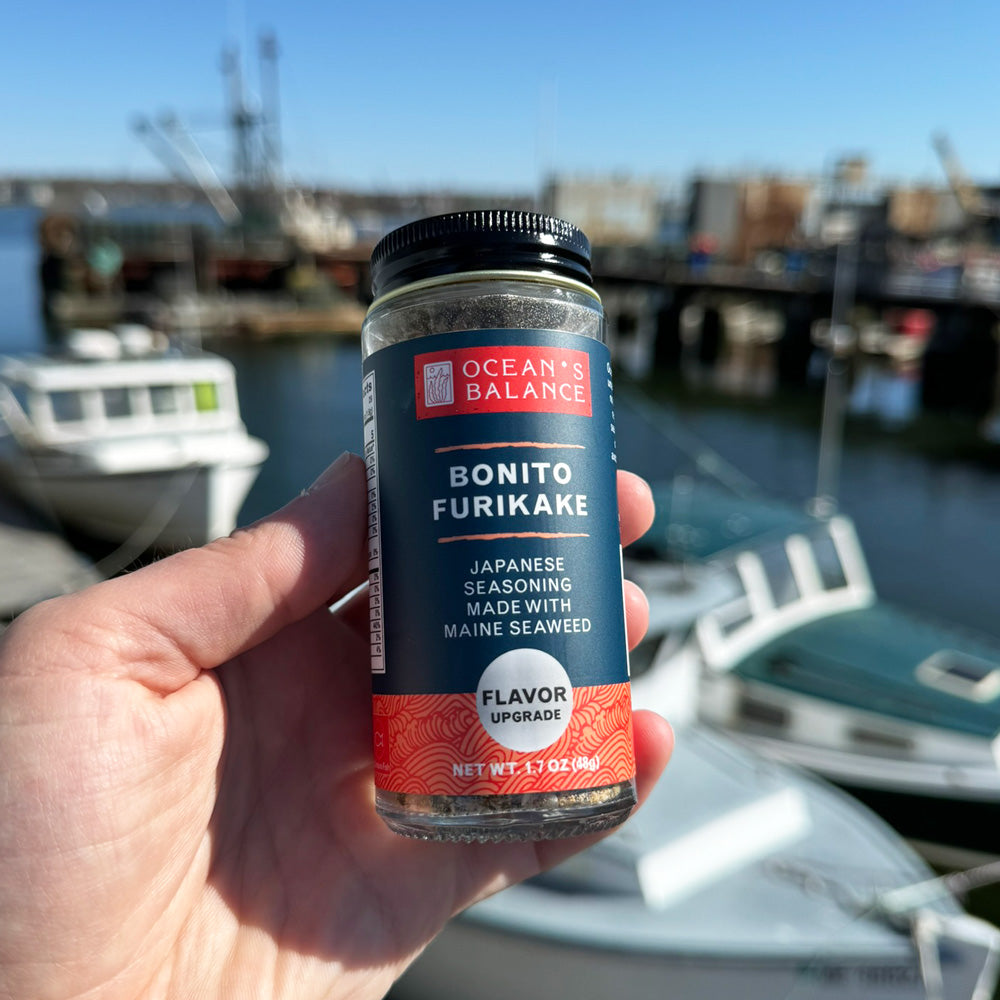 OCEAN'S
BALANCE
BONITO
FURIKAKE
JAPANESE
SEASONING
MADE WITH
MAINE SEAWEED
FLAVOR
UPGRADE
NET WT. 1.7 OZ (48g)